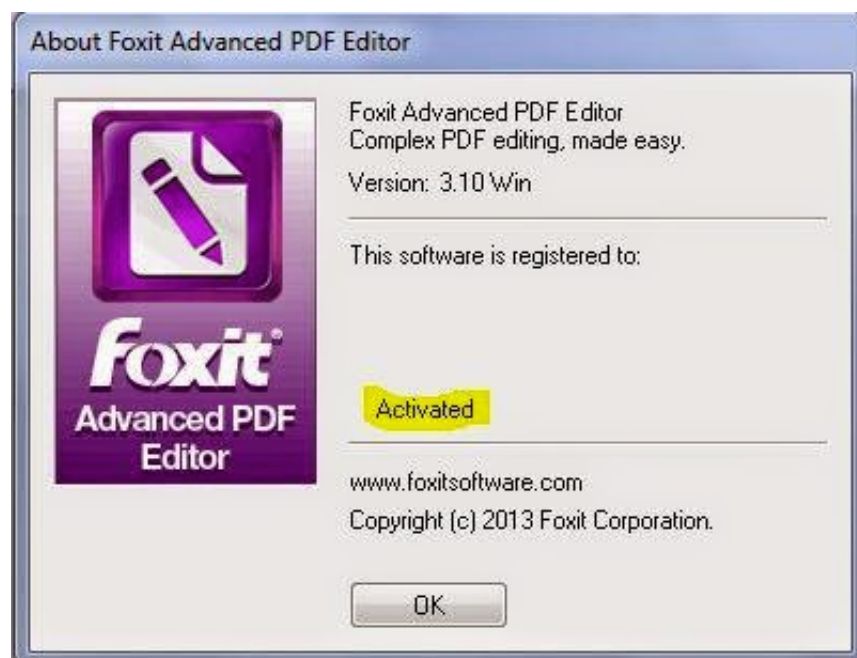 About Foxit Advanced PDF Editor
Foxit Advanced PDF Editor
Complex PDF editing, made easy.
Version: 3.10 Win
This software is registered to:
Activated
www.foxitsoftware.com
Copyright (c) 2013 Foxit Corporation.
OK
foxit®
Advanced PDF
Editor